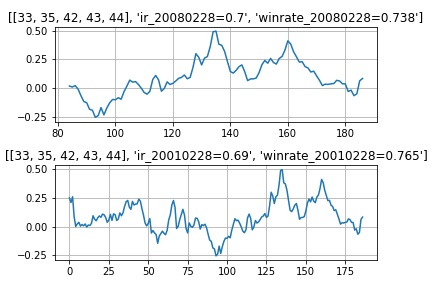 [[33, 35, 42, 43, 44], 'ir_20080228=0.7', 'winrate_20080228=0.738']
0.50
0.25
0.00
−0.25
80 100 120 140 160 180
[[33, 35, 42, 43, 44], 'ir_20010228=0.69', 'winrate_20010228=0.765']
0.50
0.25
0.00
−0.25
0 25 50 75 100 125 150 175